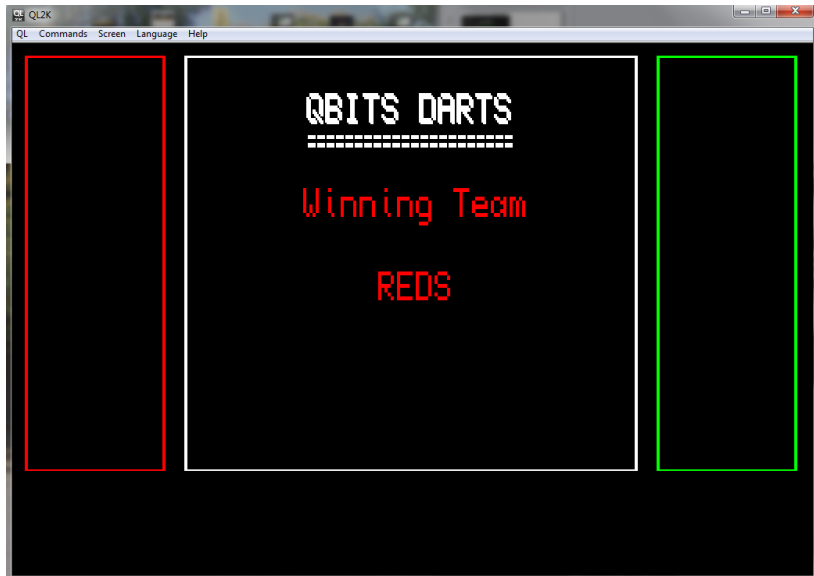 QL2K
QL Commands Screen Language Help
QBITS DARTS
======================
Winning Team
REDS